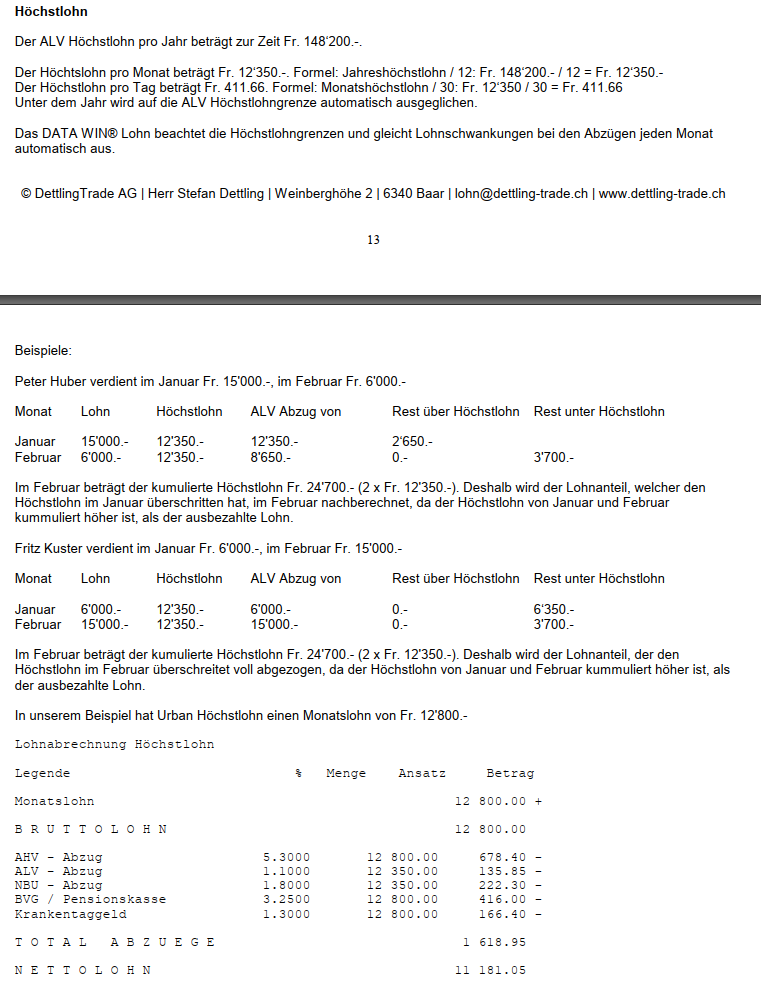 Höchstlohn
Der ALV Höchstlohn pro Jahr beträgt zur Zeit Fr. 148‘200.-.
Der Höchtslohn pro Monat beträgt Fr. 12‘350.-. Formel: Jahreshöchstlohn / 12: Fr. 148‘200.- / 12 = Fr. 12‘350.-
Der Höchstlohn pro Tag beträgt Fr. 411.66. Formel: Monatshöchstlohn / 30: Fr. 12‘350 / 30 = Fr. 411.66
Unter dem Jahr wird auf die ALV Höchstlohngrenze automatisch ausgeglichen.
Das DATA WIN® Lohn beachtet die Höchstlohngrenzen und gleicht Lohnschwankungen bei den Abzügen jeden Monat
automatisch aus.
© DettlingTrade AG | Herr Stefan Dettling | Weinberghöhe 2 | 6340 Baar | lohn@dettling-trade.ch | www.dettling-trade.ch
13
Beispiele:
Peter Huber verdient im Januar Fr. 15'000.-, im Februar Fr. 6'000.-
Monat Lohn Höchstlohn ALV Abzug von Rest über Höchstlohn Rest unter Höchstlohn
Januar 15'000.- 12'350.- 12'350.- 2‘650.-
Februar 6'000.- 12'350.- 8'650.- 0.- 3'700.-
Im Februar beträgt der kumulierte Höchstlohn Fr. 24'700.- (2 x Fr. 12'350.-). Deshalb wird der Lohnanteil, welcher den
Höchstlohn im Januar überschritten hat, im Februar nachberechnet, da der Höchstlohn von Januar und Februar
kummuliert höher ist, als der ausbezahlte Lohn.
Fritz Kuster verdient im Januar Fr. 6'000.-, im Februar Fr. 15'000.-
Monat Lohn Höchstlohn ALV Abzug von Rest über Höchstlohn Rest unter Höchstlohn
Januar 6'000.- 12'350.- 6'000.- 0.- 6‘350.-
Februar 15'000.- 12'350.- 15'000.- 0.- 3'700.-
Im Februar beträgt der kumulierte Höchstlohn Fr. 24'700.- (2 x Fr. 12'350.-). Deshalb wird der Lohnanteil, der den
Höchstlohn im Februar überschreitet voll abgezogen, da der Höchstlohn von Januar und Februar kummuliert höher ist, als
der ausbezahlte Lohn.
In unserem Beispiel hat Urban Höchstlohn einen Monatslohn von Fr. 12'800.-
Lohnabrechnung Höchstlohn
Legende % Menge Ansatz Betrag
Monatslohn 12 800.00 +
B R U T T O L O H N 12 800.00
AHV - Abzug 5.3000 12 800.00 678.40 -
ALV - Abzug 1.1000 12 350.00 135.85 -
NBU - Abzug 1.8000 12 350.00 222.30 -
BVG / Pensionskasse 3.2500 12 800.00 416.00 -
Krankentaggeld 1.3000 12 800.00 166.40 -
T O T A L A B Z U E G E 1 618.95
N E T T O L O H N 11 181.05